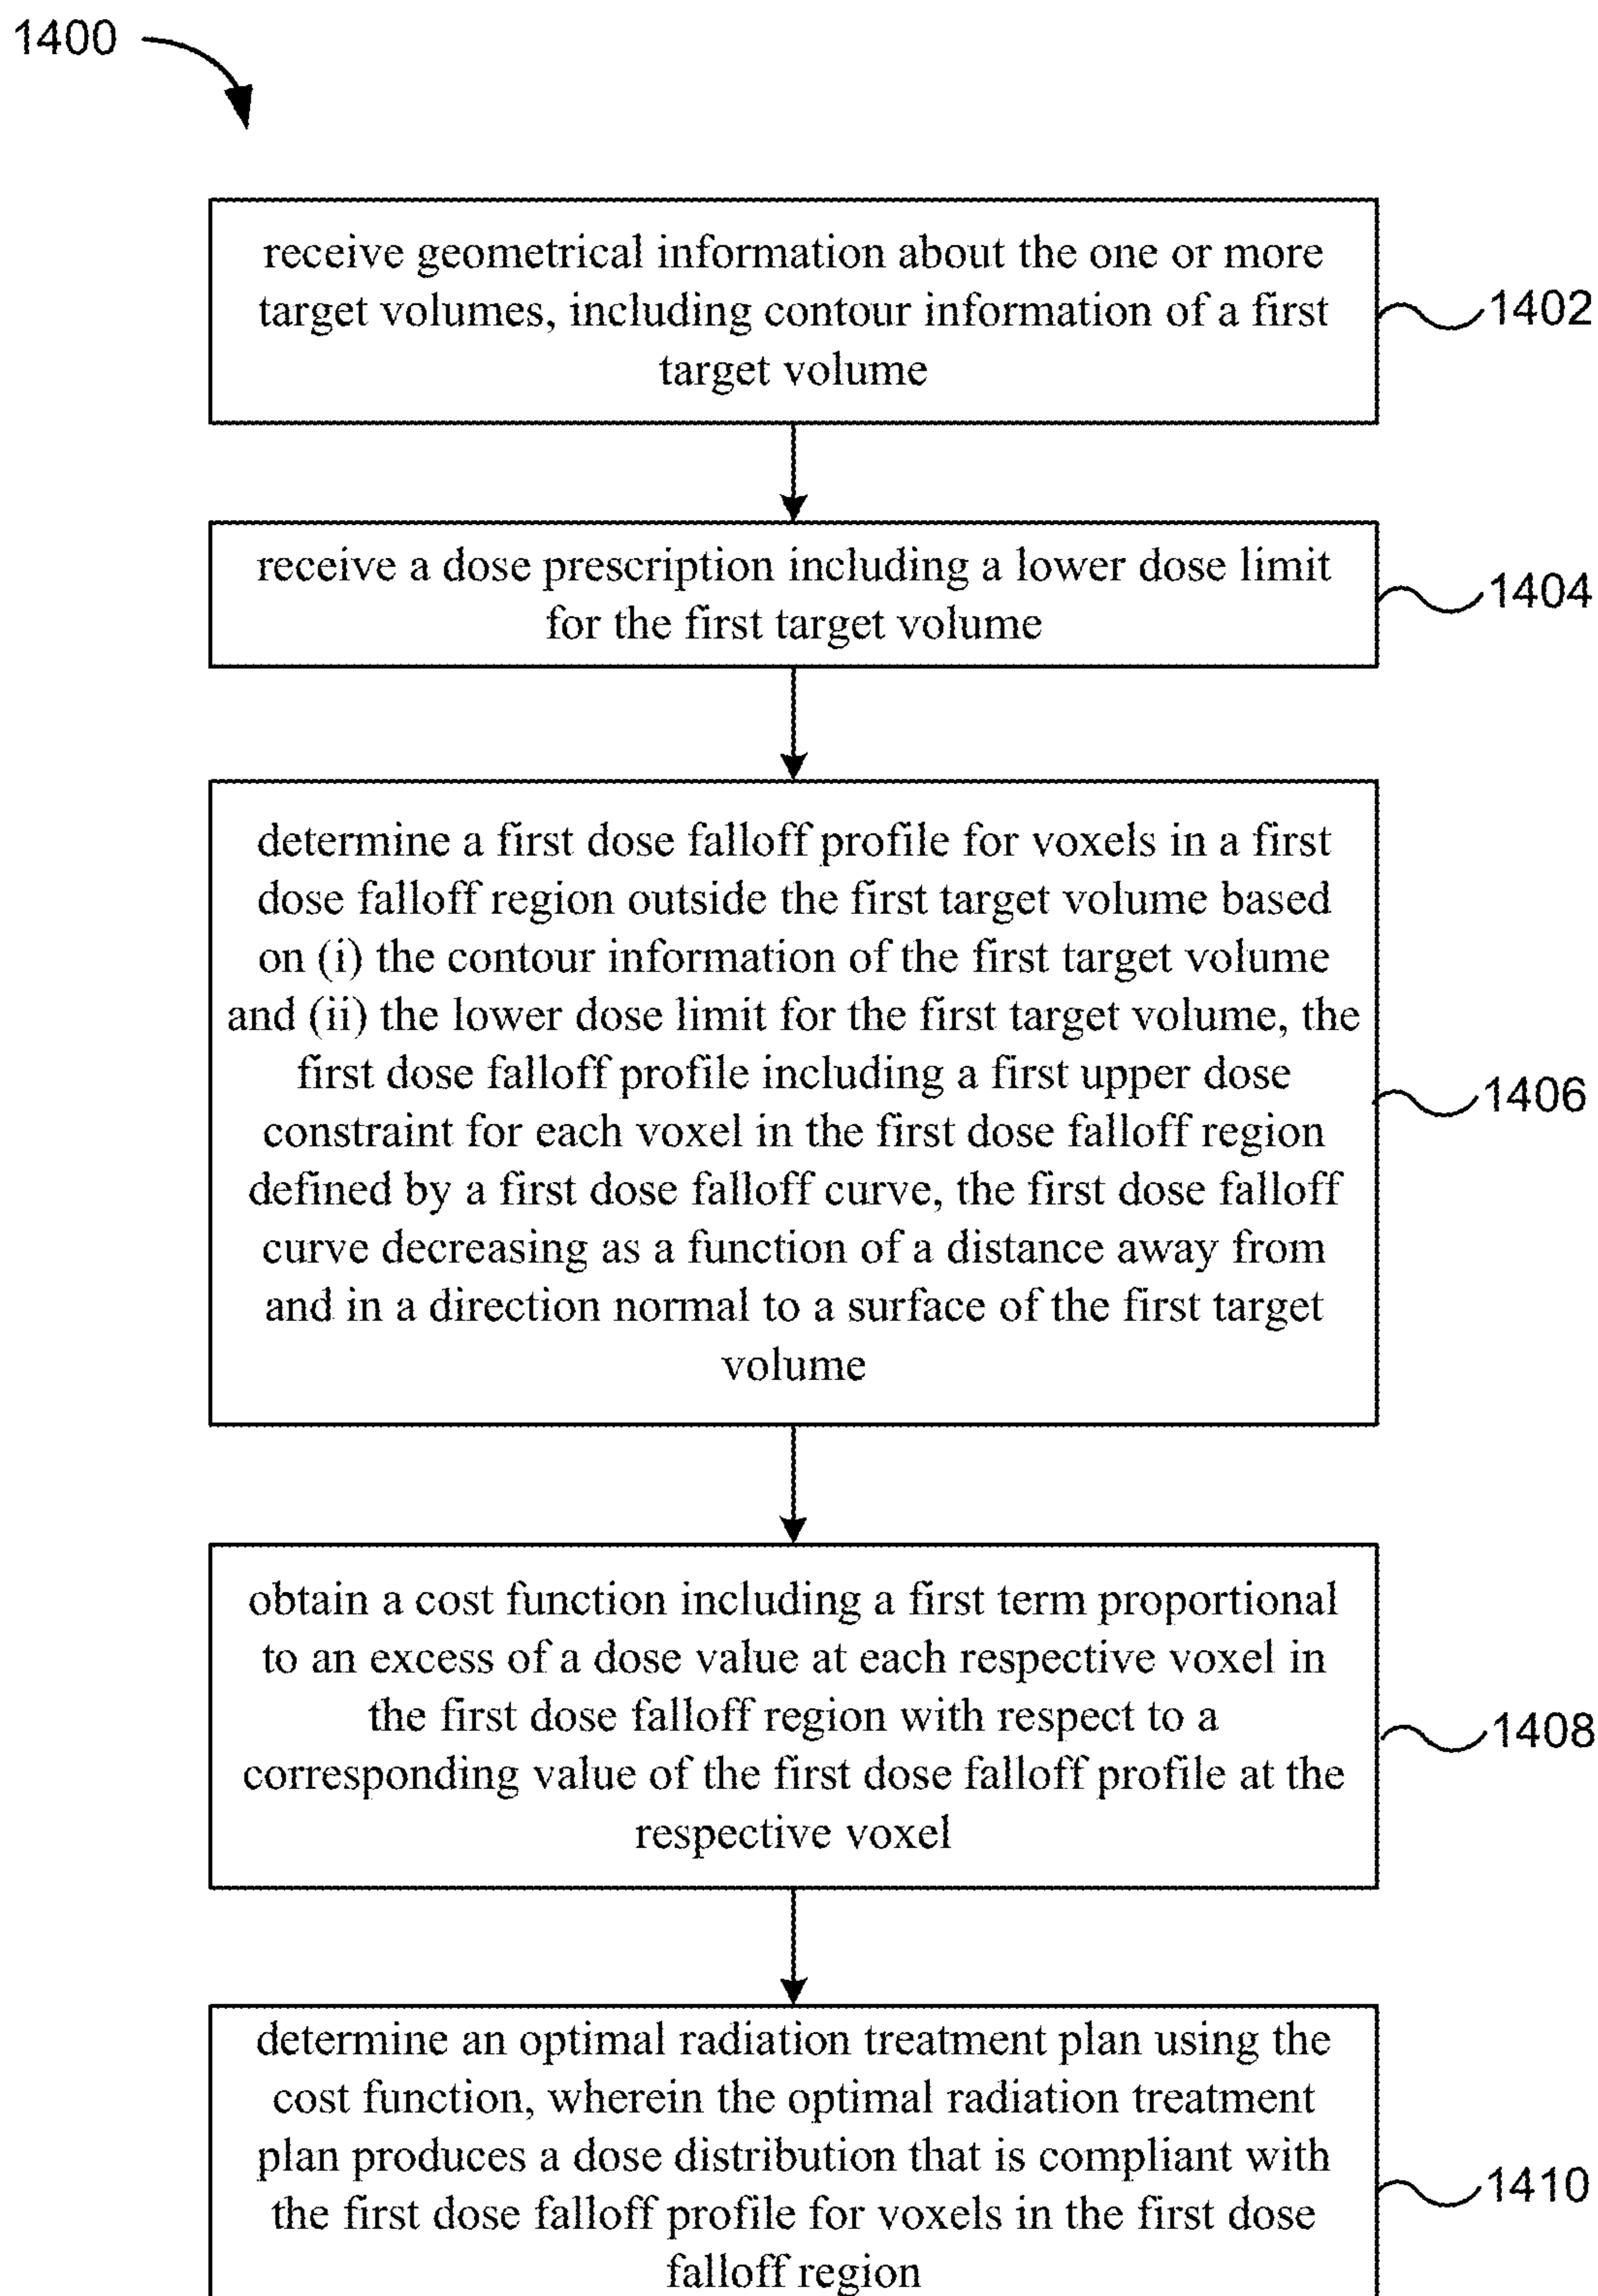 1400
receive geometrical information about the one or more
target volumes, including contour information of a first
target volume
1402
receive a dose prescription including a lower dose limit
for the first target volume
1404
determine a first dose falloff profile for voxels in a first
dose falloff region outside the first target volume based
on (i) the contour information of the first target volume
and (ii) the lower dose limit for the first target volume, the
first dose falloff profile including a first upper dose
constraint for each voxel in the first dose falloff region
defined by a first dose falloff curve, the first dose falloff
curve decreasing as a function of a distance away from
and in a direction normal to a surface of the first target
volume
1406
obtain a cost function including a first term proportional
to an excess of a dose value at each respective voxel in
the first dose falloff region with respect to a
corresponding value of the first dose falloff profile at the
respective voxel
1408
determine an optimal radiation treatment plan using the
cost function, wherein the optimal radiation treatment
plan produces a dose distribution that is compliant with
the first dose falloff profile for voxels in the first dose
falloff region
1410